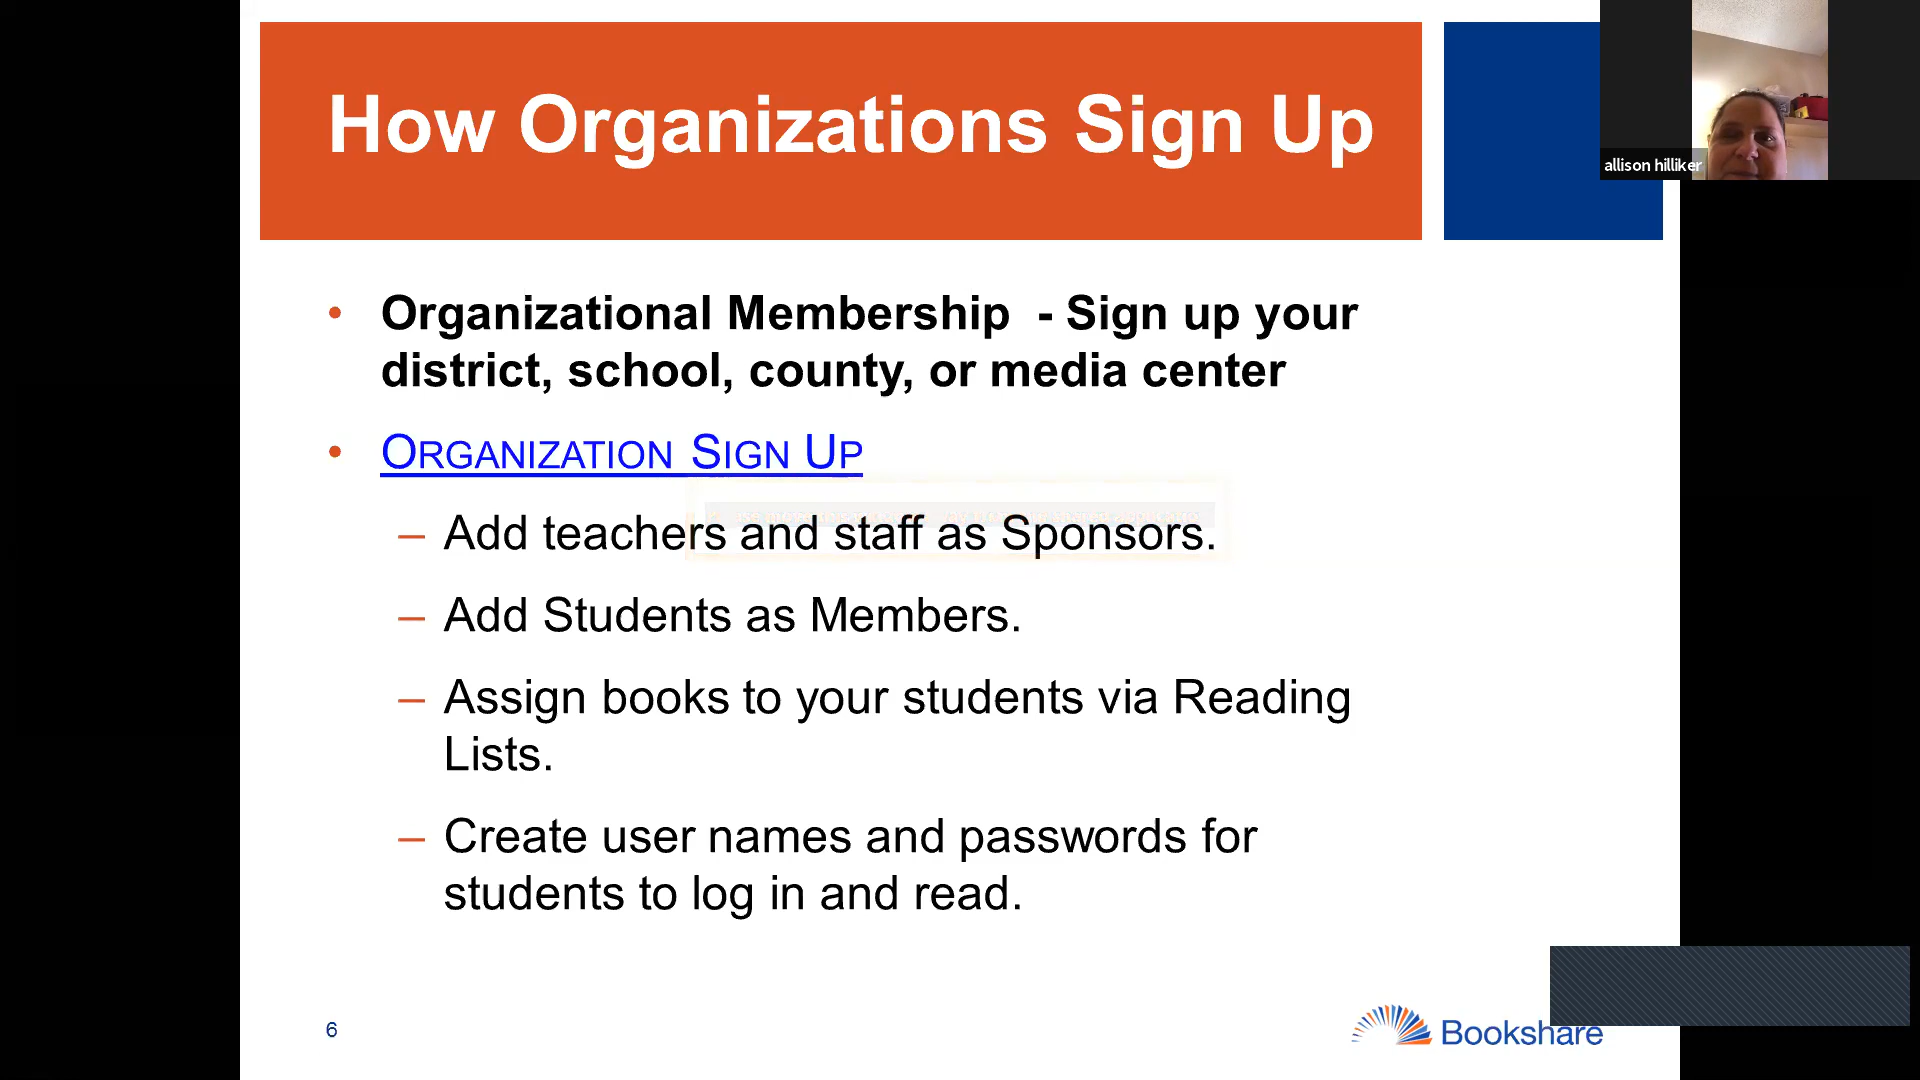 How Organizations Sign Up
allison hilliker
• Organizational Membership  - Sign up your
district, school, county, or media center
• ORGANIZATION SIGN UP
– Add teachers and staff as Sponsors.
– Add Students as Members.
– Assign books to your students via Reading
Lists.
– Create user names and passwords for
students to log in and read.
6
Bookshare